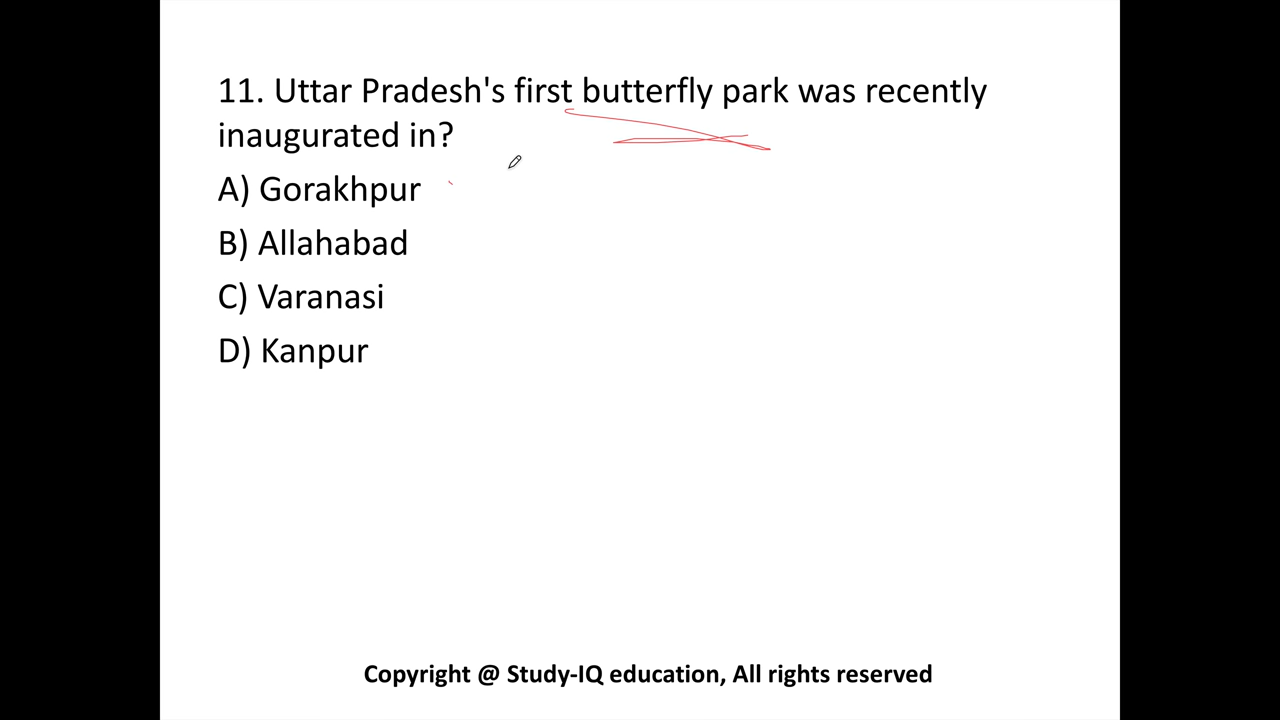 11. Uttar Pradesh's first butterfly park was recently
inaugurated in?
A) Gorakhpur
B) Allahabad
C) Varanasi
D) Kanpur
Copyright @ Study-IQ education, All rights reserved